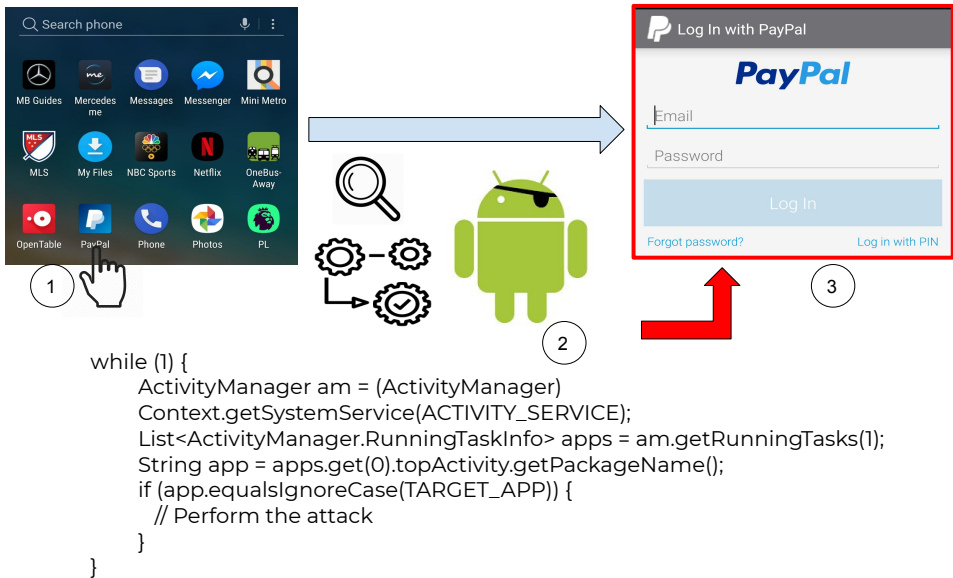 Search phone
MB Guides
Mercedes me
Messages
Messenger
Mini Metro
MLS
MLS
My Files
NBC Sports
N
Netflix
OneBus-Away
OpenTable
PayPal
Phone
Photos
PL
1
2
Log In with PayPal
PayPal
Email
Password
Log In
Forgot password?
Log in with PIN
3
while (1) {
ActivityManager am = (ActivityManager)
Context.getSystemService(ACTIVITY_SERVICE);
List<ActivityManager.RunningTaskInfo> apps = am.getRunningTasks(1);
String app = apps.get(0).topActivity.getPackageName();
if (app.equalsIgnoreCase(TARGET_APP)) {
// Perform the attack
}
}